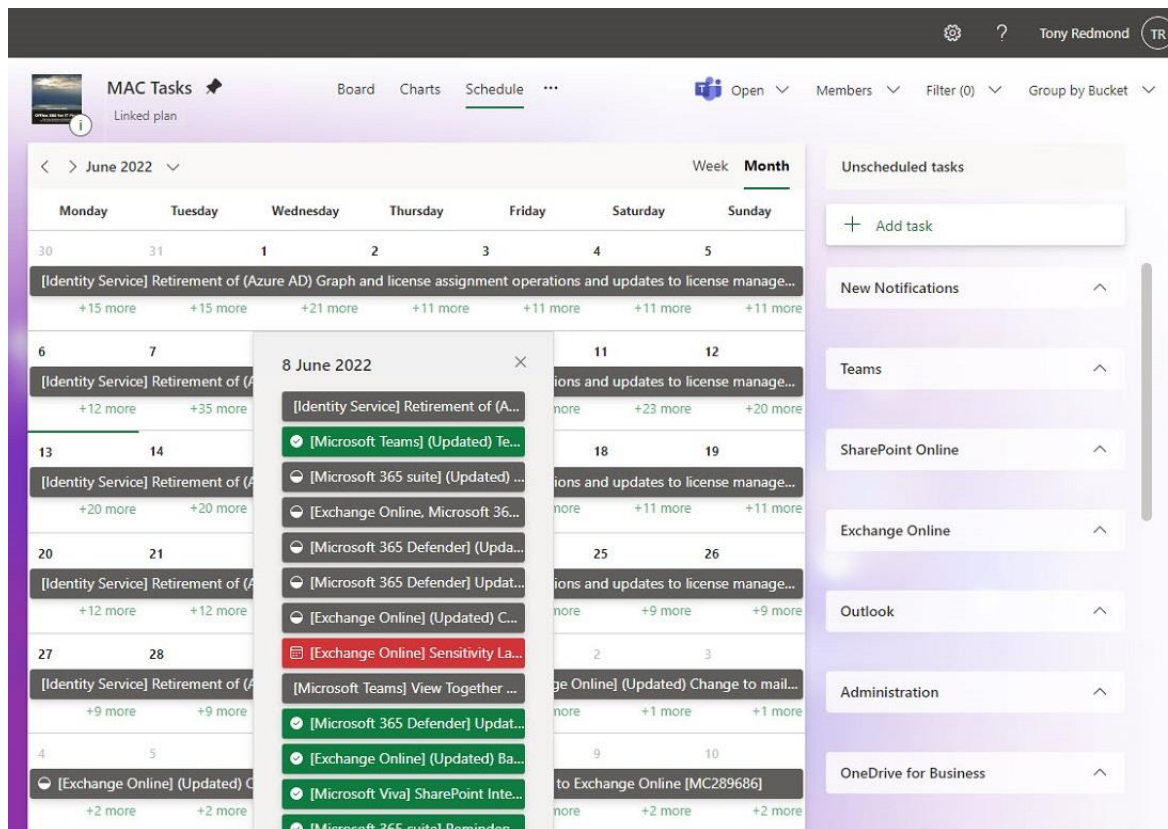 ? Tony Redmond TR
MAC Tasks Board Charts Schedule ... Open Members Filter (0) Group by Bucket
Linked plan
June 2022 Week Month
Monday Tuesday Wednesday Thursday Friday Saturday Sunday
30 31 1 2 3 4 5
[Identity Service] Retirement of (Azure AD) Graph and license assignment operations and updates to license manage...
+15 more +15 more +21 more +11 more +11 more +11 more +11 more
6 7 11 12
[Identity Service] Retirement of (A ions and updates to license manage...
+12 more +35 more more +23 more +20 more
13 14 18 19
[Identity Service] Retirement of (A ions and updates to license manage...
+20 more +20 more more +11 more +11 more
20 21 25 26
[Identity Service] Retirement of (A ions and updates to license manage...
+12 more +12 more more +9 more +9 more
27 28 2 3
[Identity Service] Retirement of (A ge Online] (Updated) Change to mail...
+9 more +9 more more +1 more +1 more
4 5 9 10
[Exchange Online] (Updated) C to Exchange Online [MC289686]
+2 more +2 more more +2 more +2 more
8 June 2022
[Identity Service] Retirement of (A...
[Microsoft Teams] (Updated) Te...
[Microsoft 365 suite] (Updated) ...
[Exchange Online, Microsoft 36...
[Microsoft 365 Defender] (Upda...
[Microsoft 365 Defender] Updat...
[Exchange Online] (Updated) C...
[Exchange Online] Sensitivity La...
[Microsoft Teams] View Together ...
[Microsoft 365 Defender] Updat...
[Exchange Online] (Updated) Ba...
[Microsoft Viva] SharePoint Inte...
[Microsoft 365 suite] Reminder
Unscheduled tasks
Add task
New Notifications
Teams
SharePoint Online
Exchange Online
Outlook
Administration
OneDrive for Business